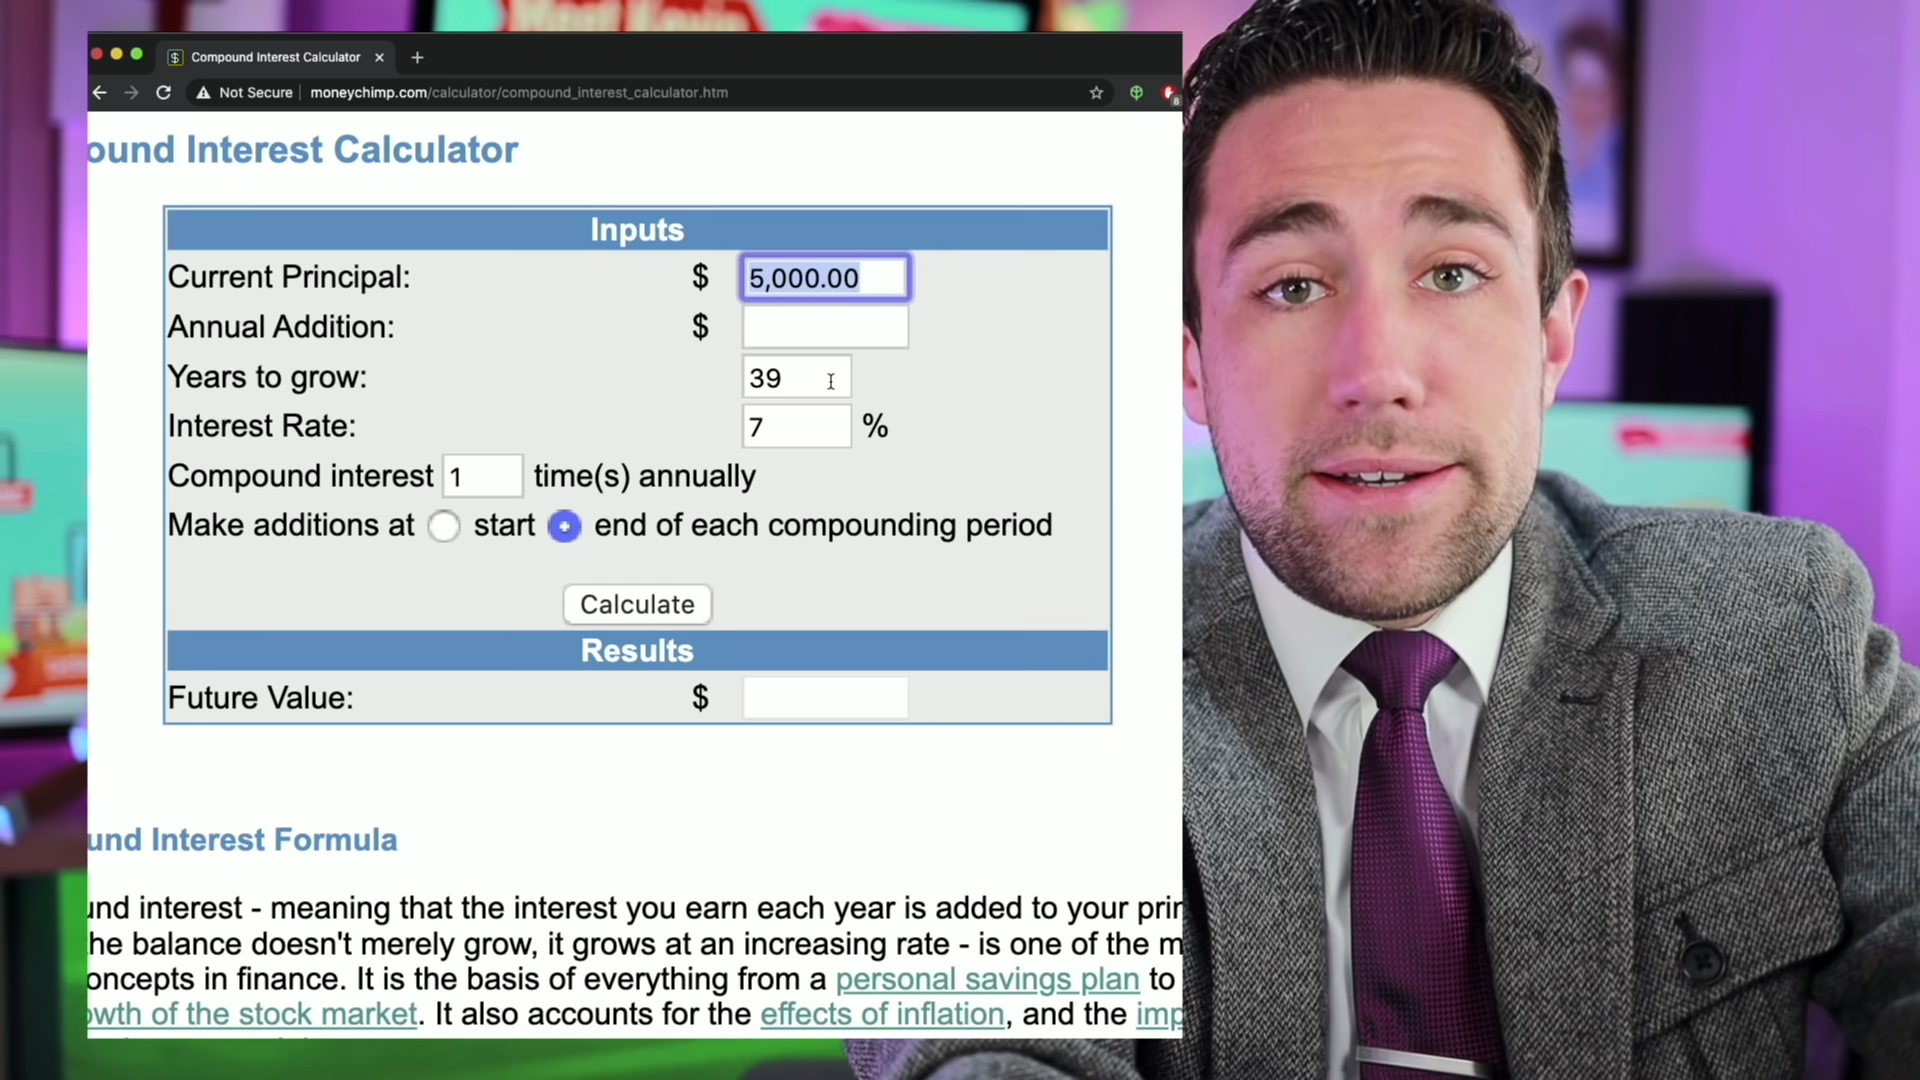 Meet Kevin
Compound Interest Calculator
Not Secure | moneychimp.com/calculator/compound_interest_calculator.htm
8
ound Interest Calculator
Inputs
Current Principal: $ 5,000.00
Annual Addition: $
Years to grow: 39
Interest Rate: 7 %
Compound interest 1 time(s) annually
Make additions at start end of each compounding period
Calculate
Results
Future Value: $
und Interest Formula
und interest - meaning that the interest you earn each year is added to your prin
he balance doesn't merely grow, it grows at an increasing rate - is one of the m
oncepts in finance. It is the basis of everything from a personal savings plan to
owth of the stock market. It also accounts for the effects of inflation, and the imp